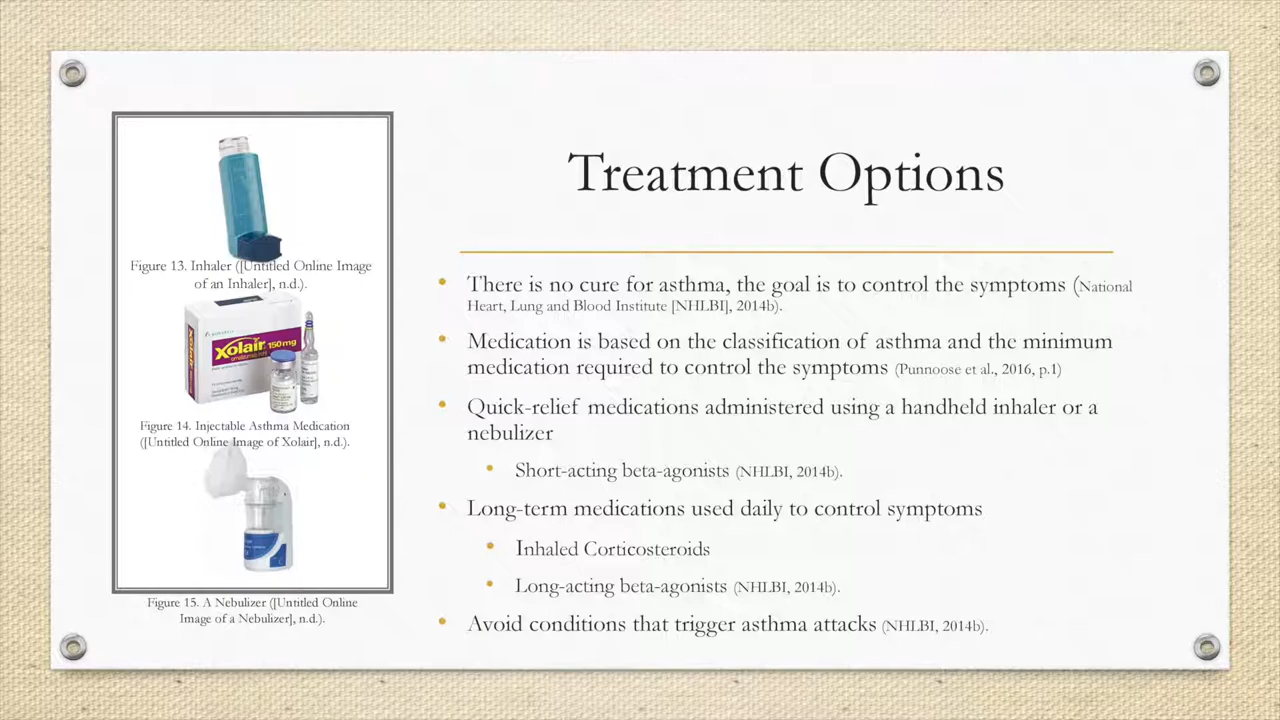 Treatment Options
Figure 13. Inhaler ([Untitled Online Image
of an Inhaler], n.d.).
Xolair 150mg
Figure 14. Injectable Asthma Medication
([Untitled Online Image of Xolair], n.d.).
Figure 15. A Nebulizer ([Untitled Online
Image of a Nebulizer], n.d.).
• There is no cure for asthma, the goal is to control the symptoms (National
Heart, Lung and Blood Institute [NHLBI], 2014b).
• Medication is based on the classification of asthma and the minimum
medication required to control the symptoms (Punnoose et al., 2016, p.1)
• Quick-relief medications administered using a handheld inhaler or a
nebulizer
• Short-acting beta-agonists (NHLBI, 2014b).
• Long-term medications used daily to control symptoms
• Inhaled Corticosteroids
• Long-acting beta-agonists (NHLBI, 2014b).
• Avoid conditions that trigger asthma attacks (NHLBI, 2014b).